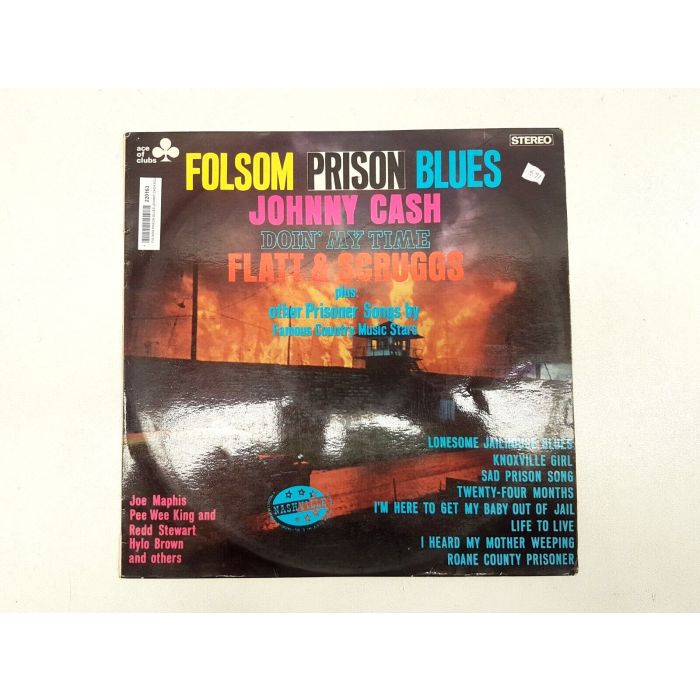 ace
of
clubs
STEREO
220163
FOLSOM PRISON BLUES
JOHNNY CASH
DOIN' MY TIME
FLATT & SCRUGGS
plus
other Prisoner Songs by
Famous Country Music Stars
LONESOME JAILHOUSE BLUES
KNOXVILLE GIRL
SAD PRISON SONG
TWENTY-FOUR MONTHS
I'M HERE TO GET MY BABY OUT OF JAIL
LIFE TO LIVE
I HEARD MY MOTHER WEEPING
ROANE COUNTY PRISONER
Joe Maphis
Pee Wee King and
Redd Stewart
Hylo Brown
and others